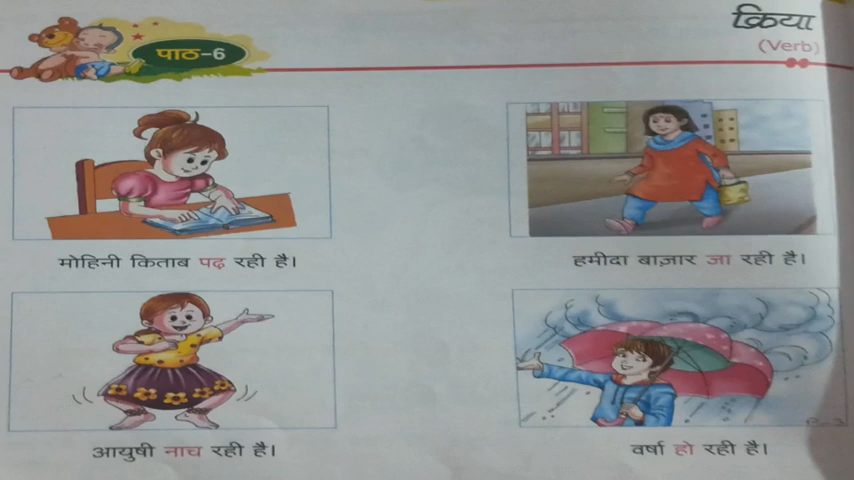 पाठ-6
क्रिया
(Verb)
मोहिनी किताब पढ़ रही है।
हमीदा बाज़ार जा रही है।
आयुषी नाच रही है।
वर्षा हो रही है।